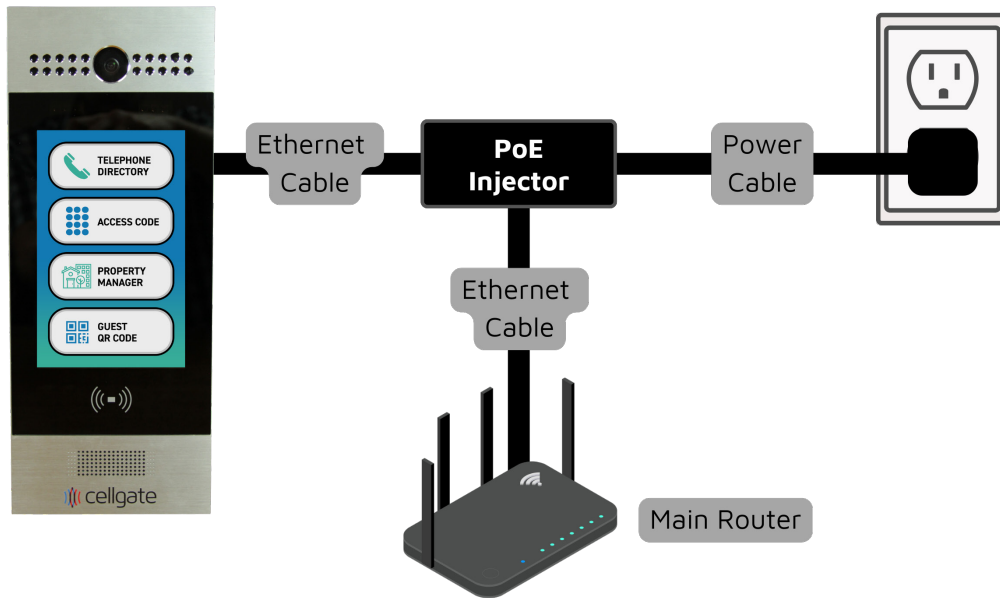 TELEPHONE
DIRECTORY
ACCESS CODE
PROPERTY
MANAGER
GUEST
QR CODE
cellgate
Ethernet
Cable
PoE
Injector
Power
Cable
Ethernet
Cable
Main Router